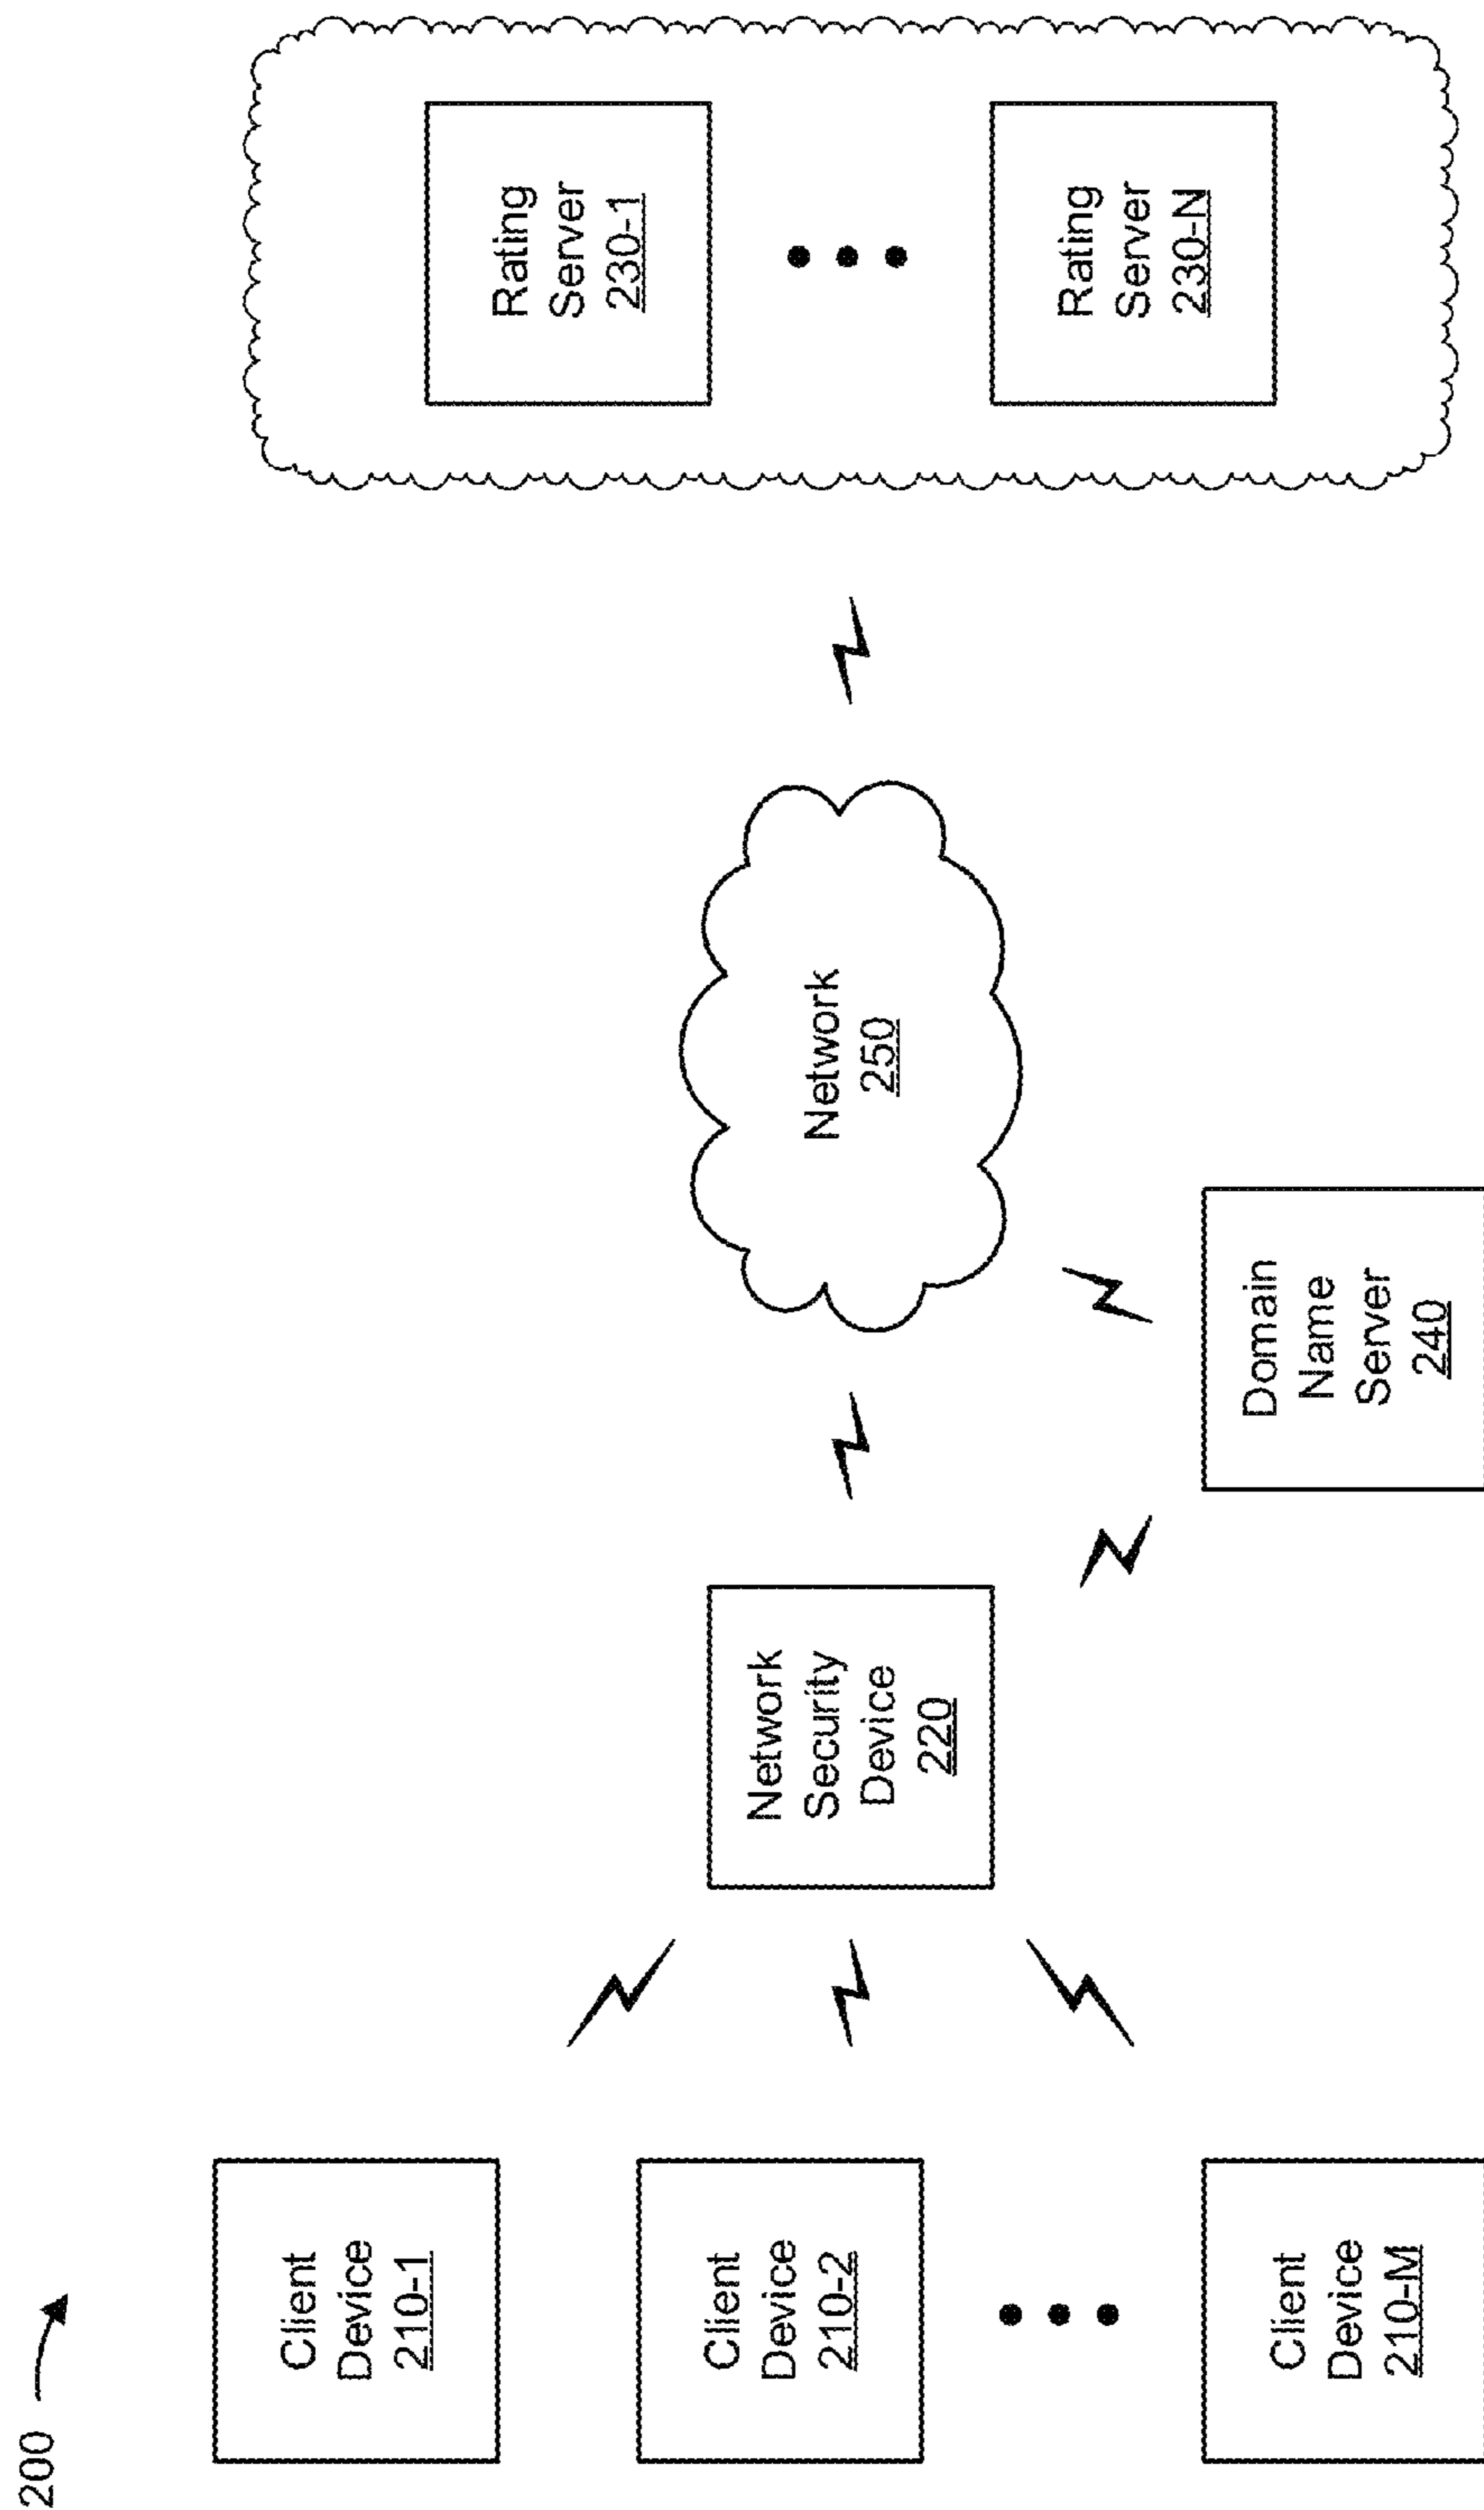 200
Client
Device
210-1
Client
Device
210-2
Client
Device
210-M
Network
Security
Device
220
Domain
Name
Server
240
Network
250
Rating
Server
230-1
Rating
Server
230-N